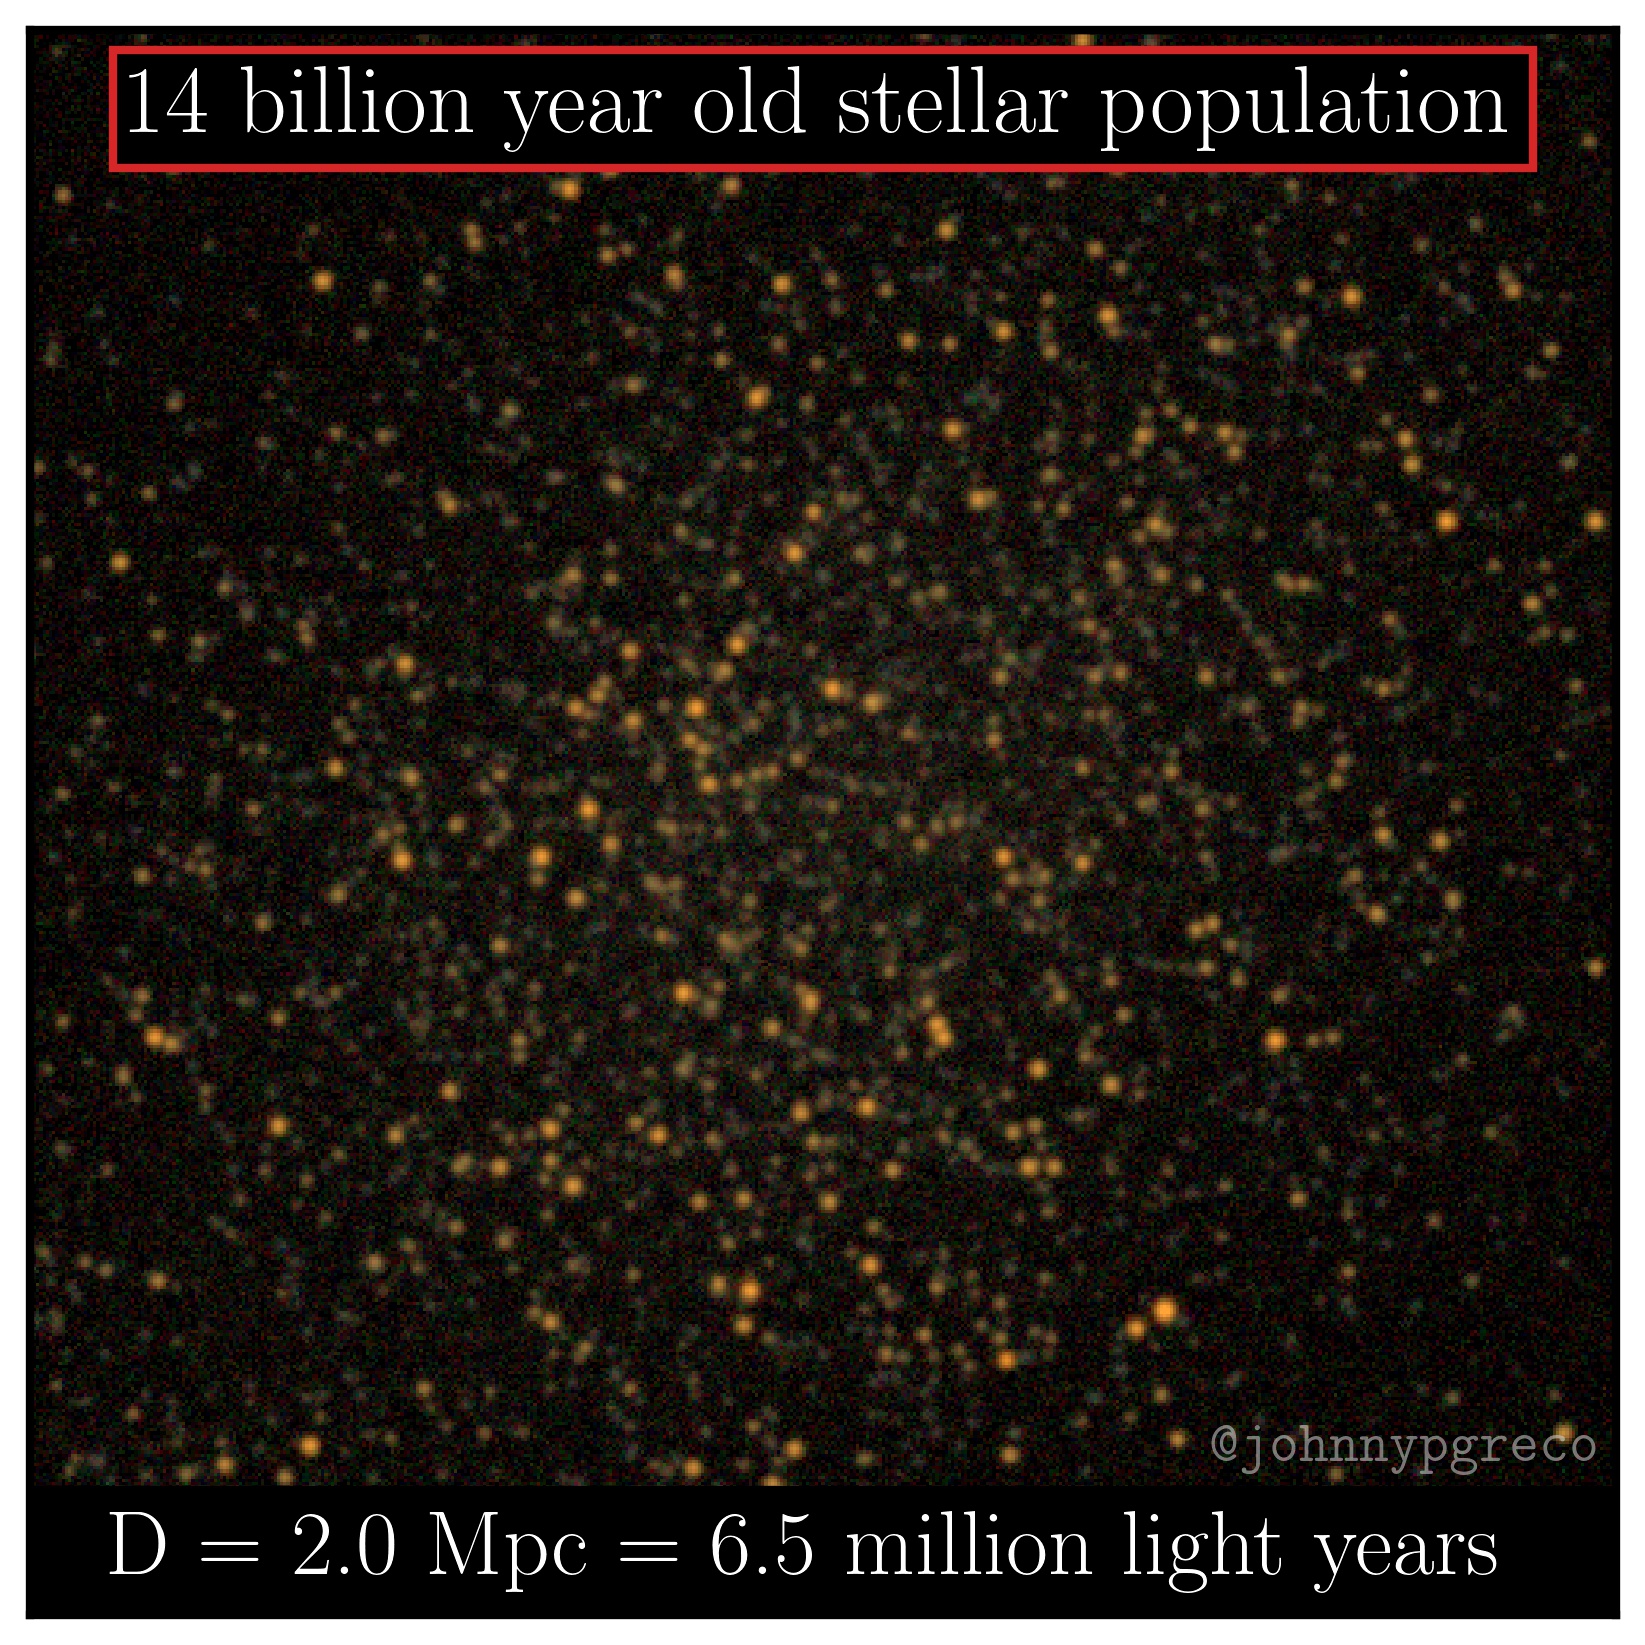 14 billion year old stellar population
@johnnypgreco
D = 2.0 Mpc = 6.5 million light years